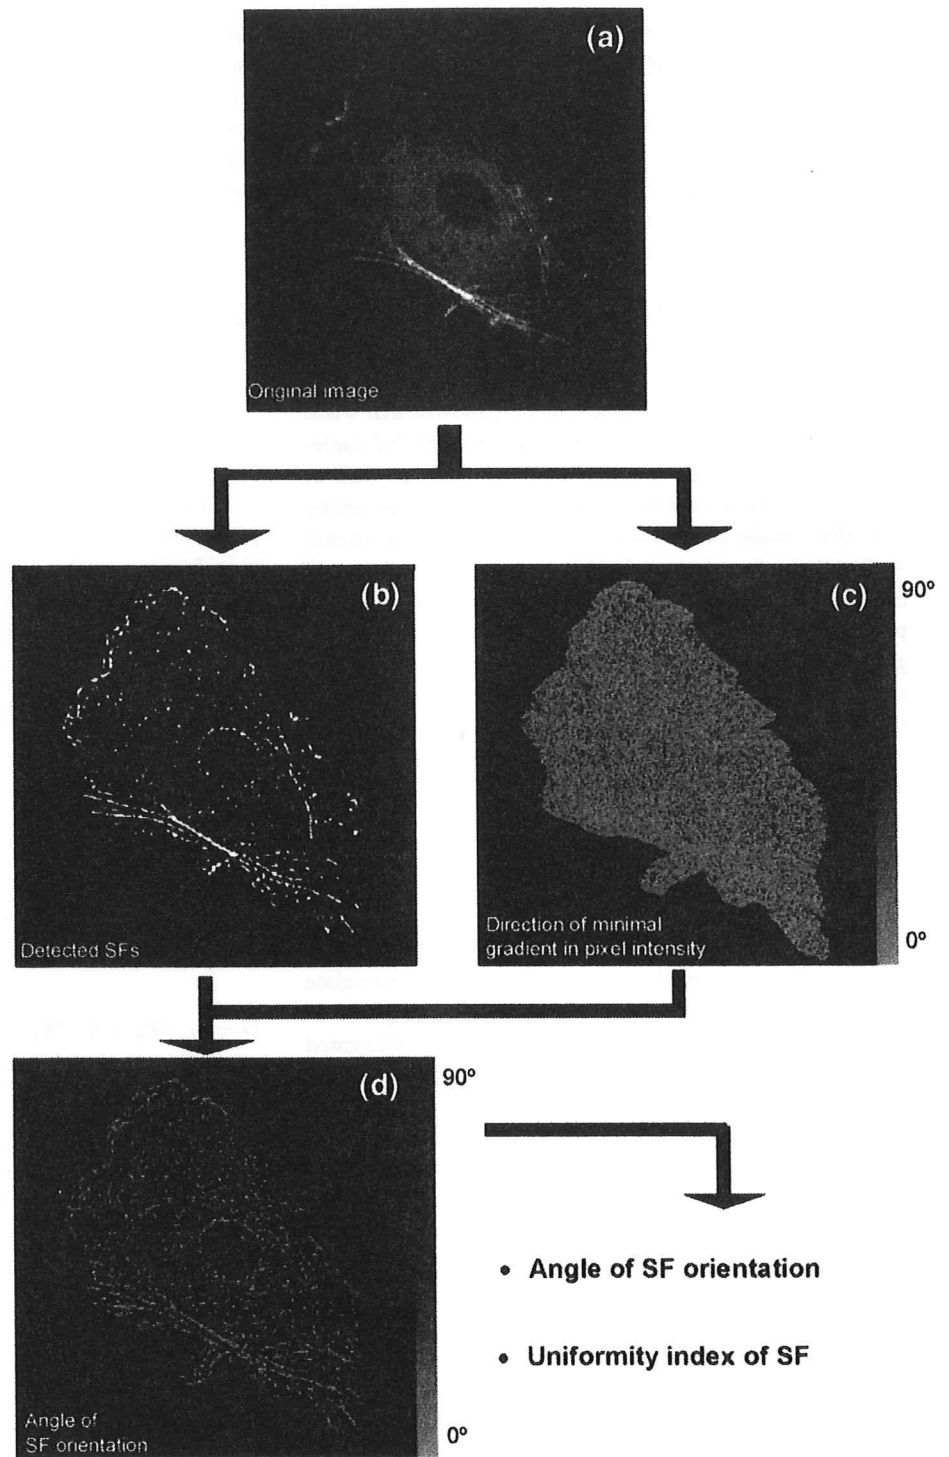 (a)
Original image
(b)
Detected SFs
(c)
Direction of minimal
gradient in pixel intensity
90º
0º
(d)
Angle of
SF orientation
90º
0º
• Angle of SF orientation
• Uniformity index of SF